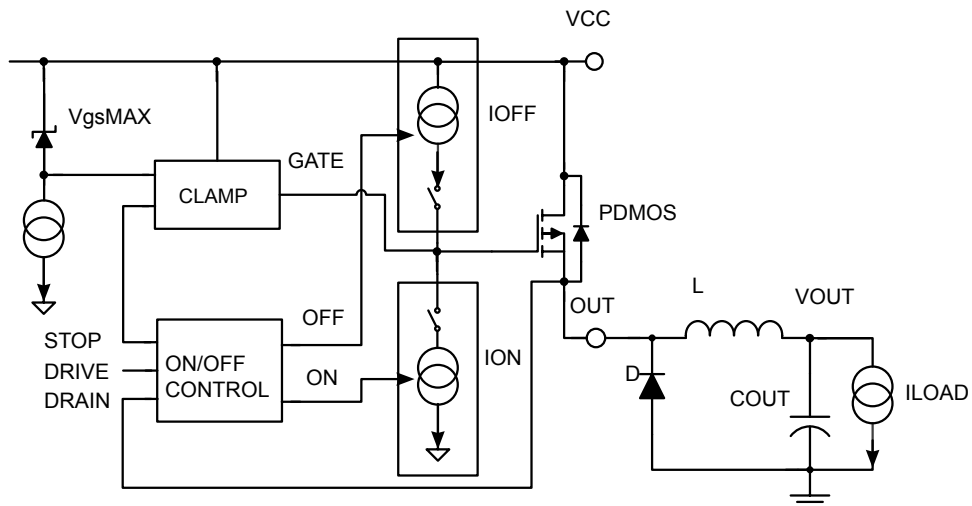 VCC
IOFF
VgsMAX
GATE
CLAMP
PDMOS
L
VOUT
OUT
OFF
STOP
DRIVE
DRAIN
ON/OFF
CONTROL
ON
ION
D
COUT
ILOAD